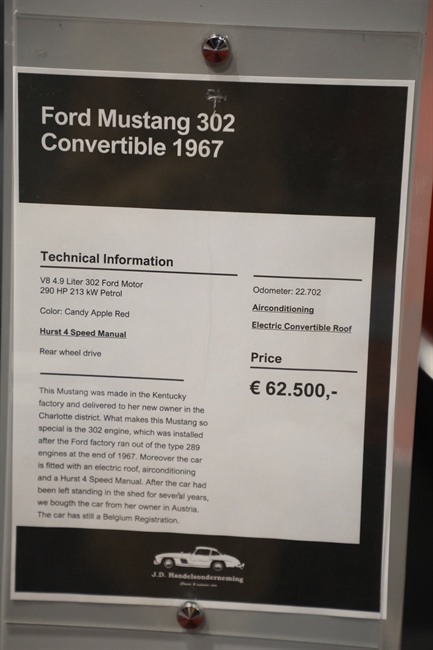 Ford Mustang 302
Convertible 1967
Technical Information
V8 4.9 Liter 302 Ford Motor
290 HP 213 kW Petrol
Color: Candy Apple Red
Hurst 4 Speed Manual
Rear wheel drive
Odometer: 22.702
Airconditioning
Electric Convertible Roof
Price
€ 62.500,-
This Mustang was made in the Kentucky
factory and delivered to her new owner in the
Charlotte district. What makes this Mustang so
special is the 302 engine, which was installed
after the Ford factory ran out of the type 289
engines at the end of 1967. Moreover the car
is fitted with an electric roof, airconditioning
and a Hurst 4 Speed Manual. After the car had
been left standing in the shed for several years,
we bougth the car from her owner in Austria.
The car has still a Belgium Registration.
J.D. Handelsonderneming